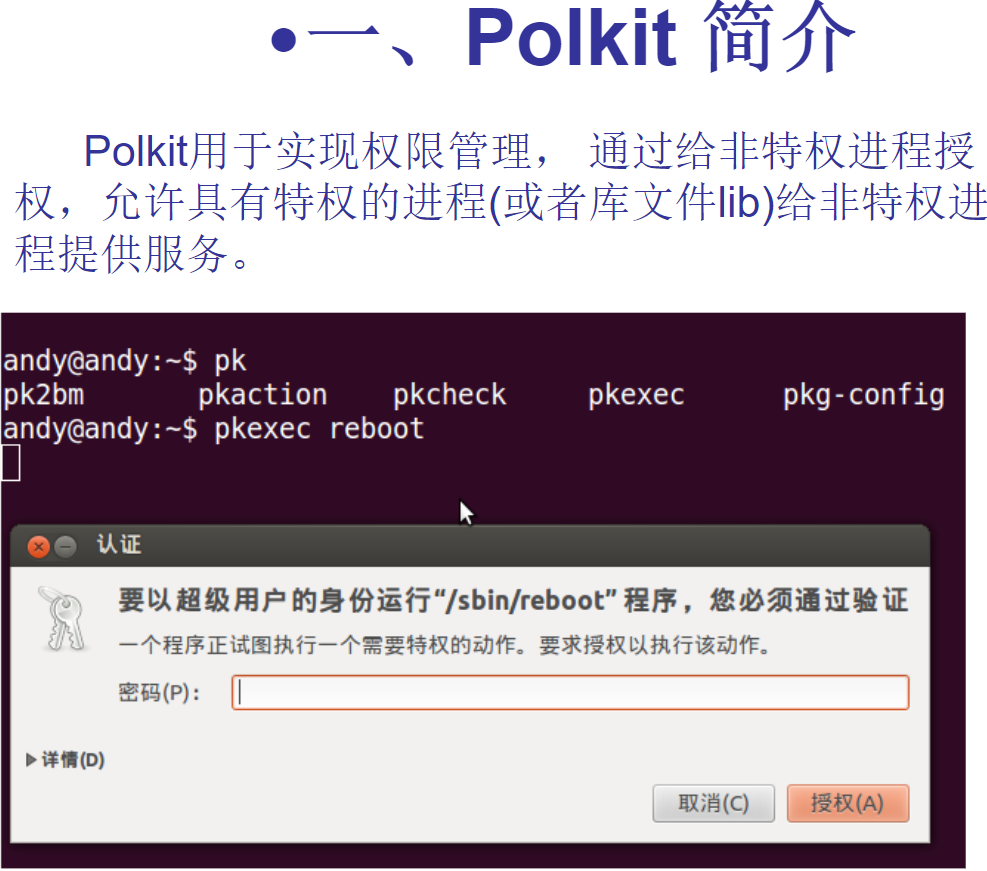 •一、Polkit 简介
Polkit用于实现权限管理， 通过给非特权进程授
权，允许具有特权的进程(或者库文件lib)给非特权进
程提供服务。
andy@andy:~$ pk
pk2bm pkaction pkcheck pkexec pkg-config
andy@andy:~$ pkexec reboot
认证
要以超级用户的身份运行“/sbin/reboot” 程序，您必须通过验证
一个程序正试图执行一个需要特权的动作。要求授权以执行该动作。
密码(P)：
详情(D)
取消(C) 授权(A)